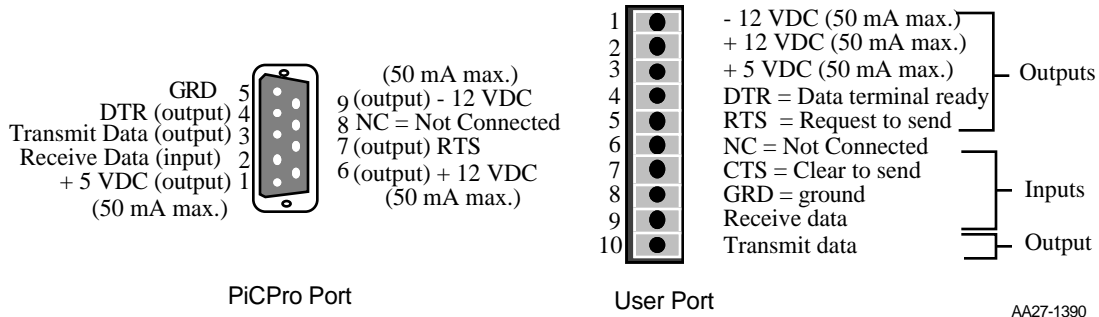 GRD 5
DTR (output) 4
Transmit Data (output) 3
Receive Data (input) 2
+ 5 VDC (output) 1
(50 mA max.)
(50 mA max.)
9 (output) - 12 VDC
8 NC = Not Connected
7 (output) RTS
6 (output) + 12 VDC
(50 mA max.)
PiCPro Port
1 - 12 VDC (50 mA max.)
2 + 12 VDC (50 mA max.)
3 + 5 VDC (50 mA max.)
4 DTR = Data terminal ready
5 RTS = Request to send
Outputs
6 NC = Not Connected
7 CTS = Clear to send
8 GRD = ground
9 Receive data
Inputs
10 Transmit data
Output
User Port
AA27-1390